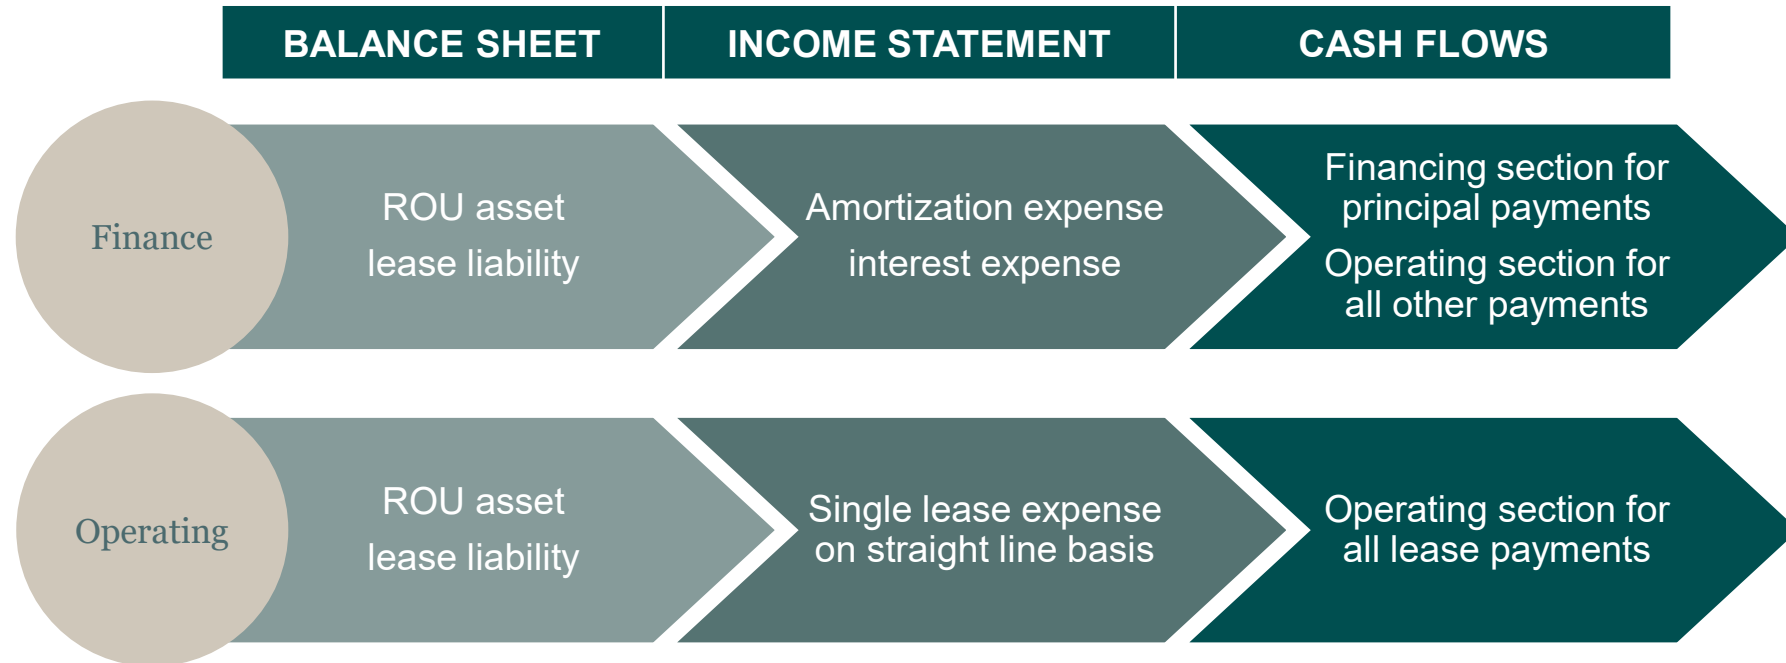 BALANCE SHEET
INCOME STATEMENT
CASH FLOWS
Finance
ROU asset
lease liability
Amortization expense
interest expense
Financing section for
principal payments
Operating section for
all other payments
Operating
ROU asset
lease liability
Single lease expense
on straight line basis
Operating section for
all lease payments